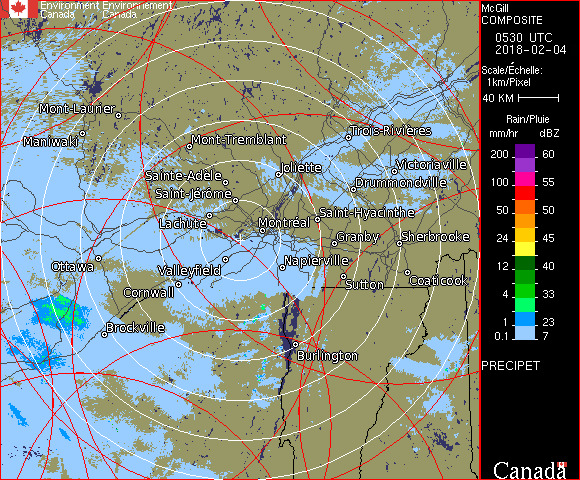 Environment Environnement
Canada Canada
McGill
COMPOSITE
0530 UTC
2018-02-04
Scale/Échelle:
1km/Pixel
40 KM
Rain/Pluie
mm/hr dBZ
200 60
100 55
50 50
24 45
12 40
4 33
1 23
0.1 7
PRECIPET
Mont-Laurier
Maniwaki
Mont-Tremblant
Trois-Rivières
Joliette
Victoriaville
Sainte-Adèle
Drummondville
Saint-Jérôme
Saint-Hyacinthe
Lachute
Montréal
Granby
Sherbrooke
Ottawa
Valleyfield
Napierville
Sutton
Coaticook
Cornwall
Brockville
Burlington
Canada